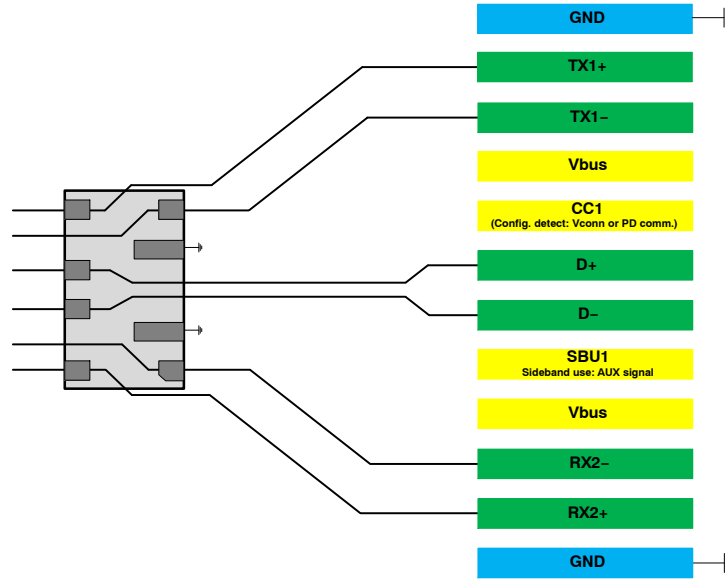 GND
TX1+
TX1−
Vbus
CC1
(Config. detect: Vconn or PD comm.)
D+
D−
SBU1
Sideband use: AUX signal
Vbus
RX2−
RX2+
GND